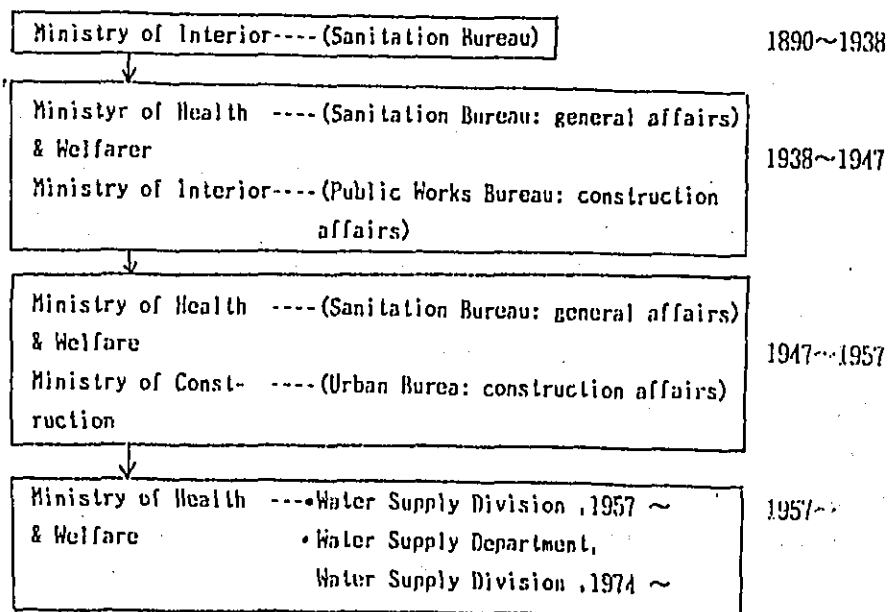 Ministry of Interior----(Sanitation Bureau) 1890~1938
Ministyr of Health ----(Sanitation Bureau: general affairs)
& Welfarer
1938~1947
Ministry of Interior----(Public Works Bureau: construction
affairs)
Ministry of Health ----(Sanitation Bureau: general affairs)
& Welfare
1947~1957
Ministry of Const- ----(Urban Burea: construction affairs)
ruction
Ministry of Health ---•Water Supply Division ,1957 ~ 1957~
& Welfare •Water Supply Department,
Water Supply Division ,1974 ~